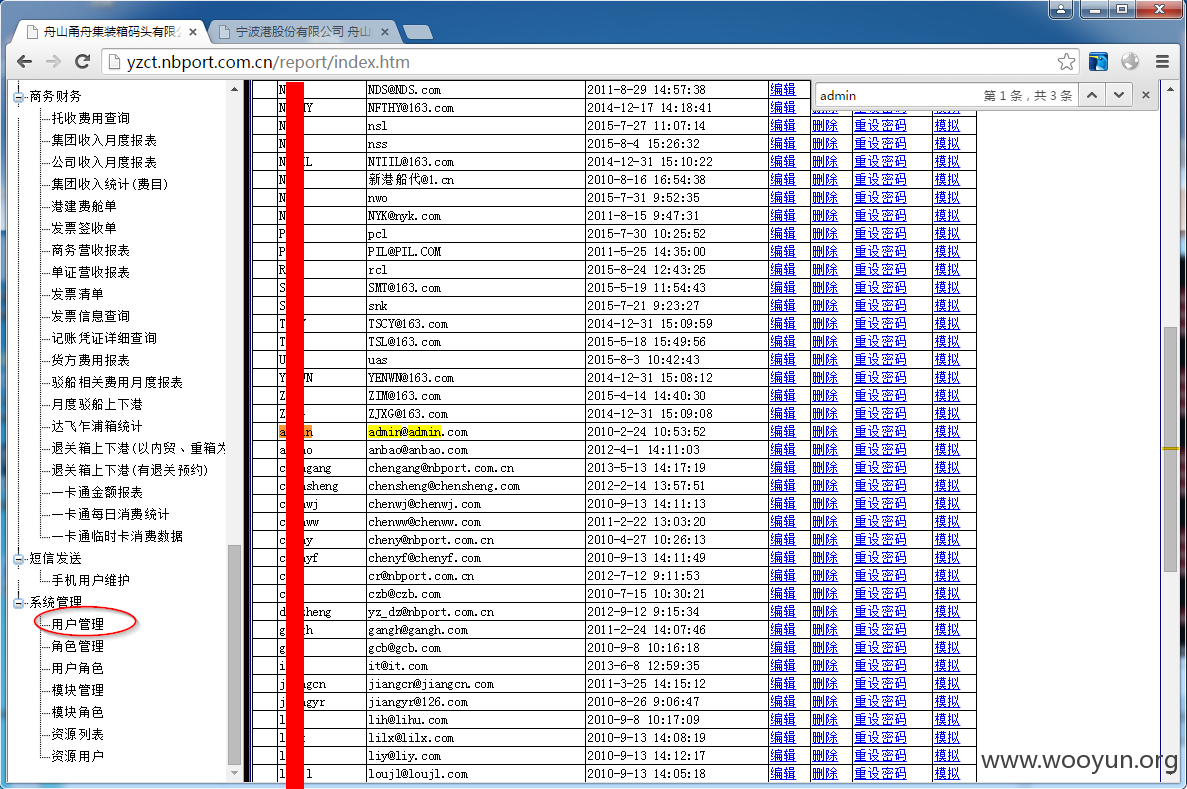 舟山甬舟集装箱码头有限公
宁波港股份有限公司 舟山
yzct.nbport.com.cn/report/index.htm
admin 第 1 条 , 共 3 条
商务财务
托收费用查询
集团收入月度报表
公司收入月度报表
集团收入统计(费目)
港建费舱单
发票签收单
商务营收报表
单证营收报表
发票清单
发票信息查询
记账凭证详细查询
货方费用报表
驳船相关费用月度报表
月度驳船上下港
达飞乍浦箱统计
退关箱上下港(以内贸、重箱为
退关箱上下港(有退关预约)
一卡通金额报表
一卡通每日消费统计
一卡通临时卡消费数据
短信发送
手机用户维护
系统管理
用户管理
角色管理
用户角色
模块管理
模块角色
资源列表
资源用户
NDS@NDS.com 2011-8-29 14:57:38 编辑
NFTHY@163.com 2014-12-17 14:18:41 编辑
nsl 2015-7-27 11:07:14 编辑 删除 重设密码 模拟
nss 2015-8-4 15:26:32 编辑 删除 重设密码 模拟
NTIIL@163.com 2014-12-31 15:10:22 编辑 删除 重设密码 模拟
新港船代@1.cn 2010-8-16 16:54:38 编辑 删除 重设密码 模拟
nwo 2015-7-31 9:52:35 编辑 删除 重设密码 模拟
NYK@nyk.com 2011-8-15 9:47:31 编辑 删除 重设密码 模拟
pcl 2015-7-30 10:25:52 编辑 删除 重设密码 模拟
PIL@PIL.COM 2011-5-25 14:35:00 编辑 删除 重设密码 模拟
rcl 2015-8-24 12:43:25 编辑 删除 重设密码 模拟
SMT@163.com 2015-5-19 11:54:43 编辑 删除 重设密码 模拟
snk 2015-7-21 9:23:27 编辑 删除 重设密码 模拟
TSCY@163.com 2014-12-31 15:09:59 编辑 删除 重设密码 模拟
TSL@163.com 2015-5-18 15:49:56 编辑 删除 重设密码 模拟
uas 2015-8-3 10:42:43 编辑 删除 重设密码 模拟
YENWN@163.com 2014-12-31 15:08:12 编辑 删除 重设密码 模拟
ZIM@163.com 2015-4-14 14:40:30 编辑 删除 重设密码 模拟
ZJXG@163.com 2014-12-31 15:09:08 编辑 删除 重设密码 模拟
admin@admin.com 2010-2-24 10:53:52 编辑 删除 重设密码 模拟
anbao@anbao.com 2012-4-1 14:11:03 编辑 删除 重设密码 模拟
chengang@nbport.com.cn 2013-5-13 14:17:19 编辑 删除 重设密码 模拟
chensheng@chensheng.com 2012-2-14 13:57:51 编辑 删除 重设密码 模拟
chenwj@chenwj.com 2010-9-13 14:11:13 编辑 删除 重设密码 模拟
chenww@chenww.com 2011-2-22 13:03:20 编辑 删除 重设密码 模拟
cheny@nbport.com.cn 2010-4-27 10:26:13 编辑 删除 重设密码 模拟
chenyf@chenyf.com 2010-9-13 14:11:49 编辑 删除 重设密码 模拟
cr@nbport.com.cn 2012-7-12 9:11:53 编辑 删除 重设密码 模拟
czb@czb.com 2010-7-15 10:30:21 编辑 删除 重设密码 模拟
yz_dz@nbport.com.cn 2012-9-12 9:15:34 编辑 删除 重设密码 模拟
gangh@gangh.com 2011-2-24 14:07:46 编辑 删除 重设密码 模拟
gcb@gcb.com 2010-9-8 10:16:18 编辑 删除 重设密码 模拟
it@it.com 2013-6-8 12:59:35 编辑 删除 重设密码 模拟
jiangcn@jiangcn.com 2011-3-25 14:15:12 编辑 删除 重设密码 模拟
jiangyr@126.com 2010-8-26 9:06:47 编辑 删除 重设密码 模拟
lih@lihu.com 2010-9-8 10:17:09 编辑 删除 重设密码 模拟
lilx@lilx.com 2010-9-13 14:08:19 编辑 删除 重设密码 模拟
liy@liy.com 2010-9-13 14:12:17 编辑 删除 重设密码 模拟
loujl@loujl.com 2010-9-13 14:05:18 编辑 删除 重设密码 模拟
www.wooyun.org